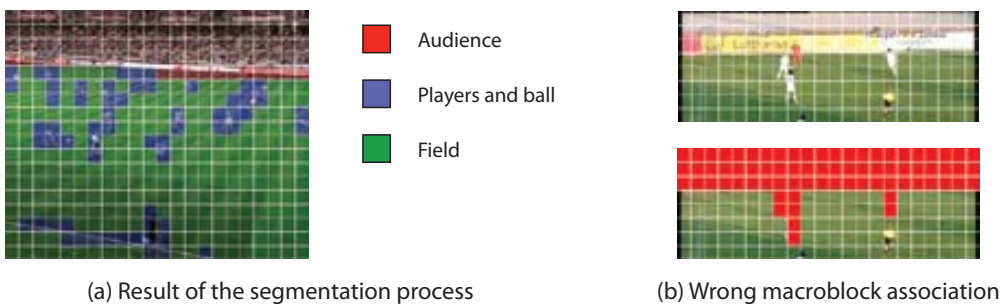 Audience
Players and ball
Field
(a) Result of the segmentation process
(b) Wrong macroblock association